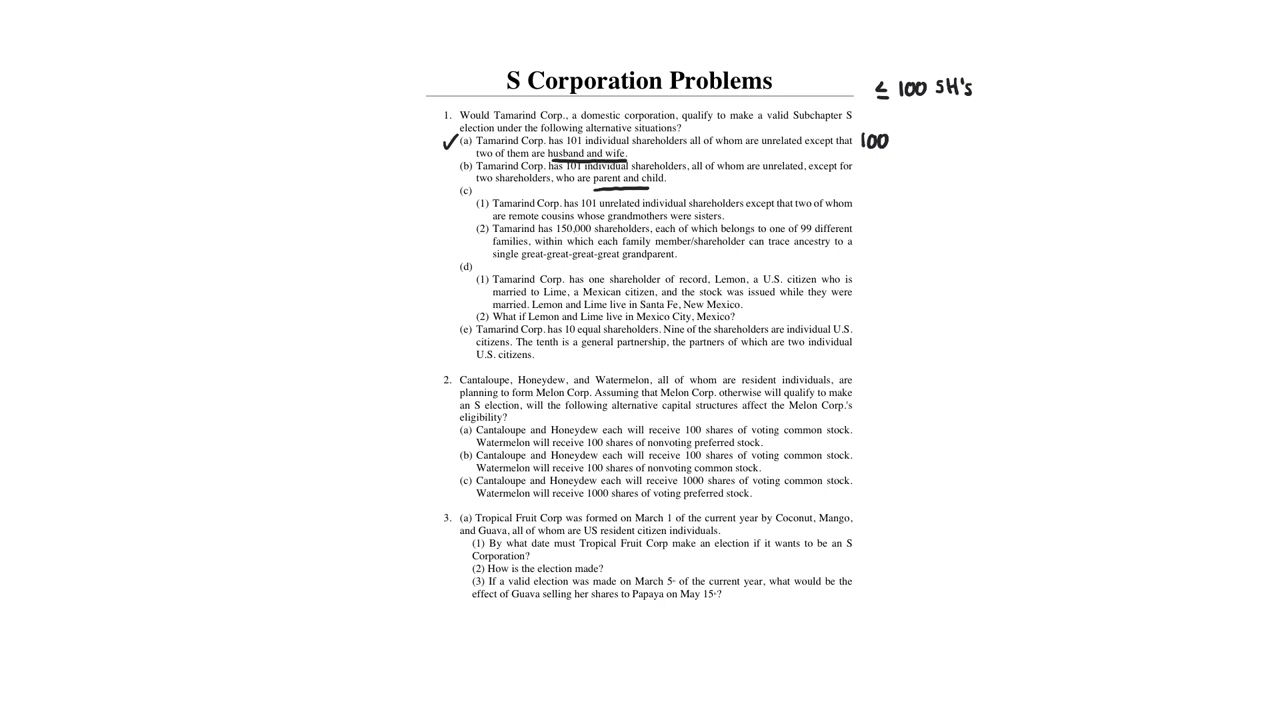 S Corporation Problems
≤ 100 SH's
1. Would Tamarind Corp., a domestic corporation, qualify to make a valid Subchapter S
election under the following alternative situations?
(a) Tamarind Corp. has 101 individual shareholders all of whom are unrelated except that 100
two of them are husband and wife.
(b) Tamarind Corp. has 101 individual shareholders, all of whom are unrelated, except for
two shareholders, who are parent and child.
(c)
(1) Tamarind Corp. has 101 unrelated individual shareholders except that two of whom
are remote cousins whose grandmothers were sisters.
(2) Tamarind has 150,000 shareholders, each of which belongs to one of 99 different
families, within which each family member/shareholder can trace ancestry to a
single great-great-great-great grandparent.
(d)
(1) Tamarind Corp. has one shareholder of record, Lemon, a U.S. citizen who is
married to Lime, a Mexican citizen, and the stock was issued while they were
married. Lemon and Lime live in Santa Fe, New Mexico.
(2) What if Lemon and Lime live in Mexico City, Mexico?
(e) Tamarind Corp. has 10 equal shareholders. Nine of the shareholders are individual U.S.
citizens. The tenth is a general partnership, the partners of which are two individual
U.S. citizens.
2. Cantaloupe, Honeydew, and Watermelon, all of whom are resident individuals, are
planning to form Melon Corp. Assuming that Melon Corp. otherwise will qualify to make
an S election, will the following alternative capital structures affect the Melon Corp.'s
eligibility?
(a) Cantaloupe and Honeydew each will receive 100 shares of voting common stock.
Watermelon will receive 100 shares of nonvoting preferred stock.
(b) Cantaloupe and Honeydew each will receive 100 shares of voting common stock.
Watermelon will receive 100 shares of nonvoting common stock.
(c) Cantaloupe and Honeydew each will receive 1000 shares of voting common stock.
Watermelon will receive 1000 shares of voting preferred stock.
3. (a) Tropical Fruit Corp was formed on March 1 of the current year by Coconut, Mango,
and Guava, all of whom are US resident citizen individuals.
(1) By what date must Tropical Fruit Corp make an election if it wants to be an S
Corporation?
(2) How is the election made?
(3) If a valid election was made on March 5 of the current year, what would be the
effect of Guava selling her shares to Papaya on May 15?